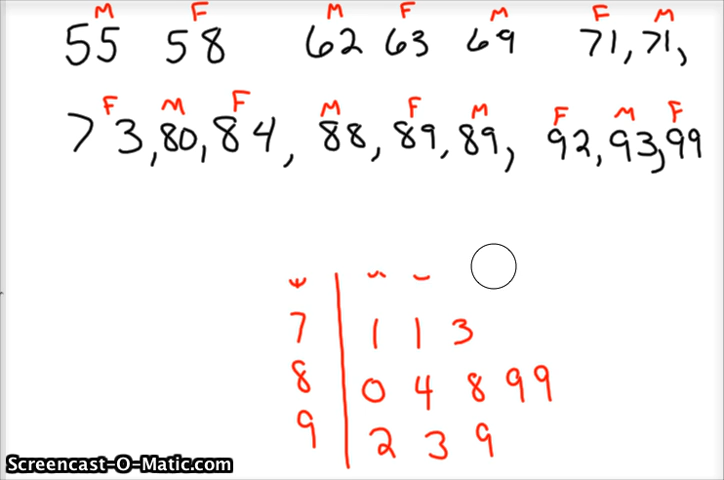 M F M F M F M
55 58 62 63 69 71, 71,
F M F M F M F M F
73, 80, 84, 88, 89, 89, 92, 93, 99
7 | 1 1 3
8 | 0 4 8 9 9
9 | 2 3 9
Screencast-O-Matic.com